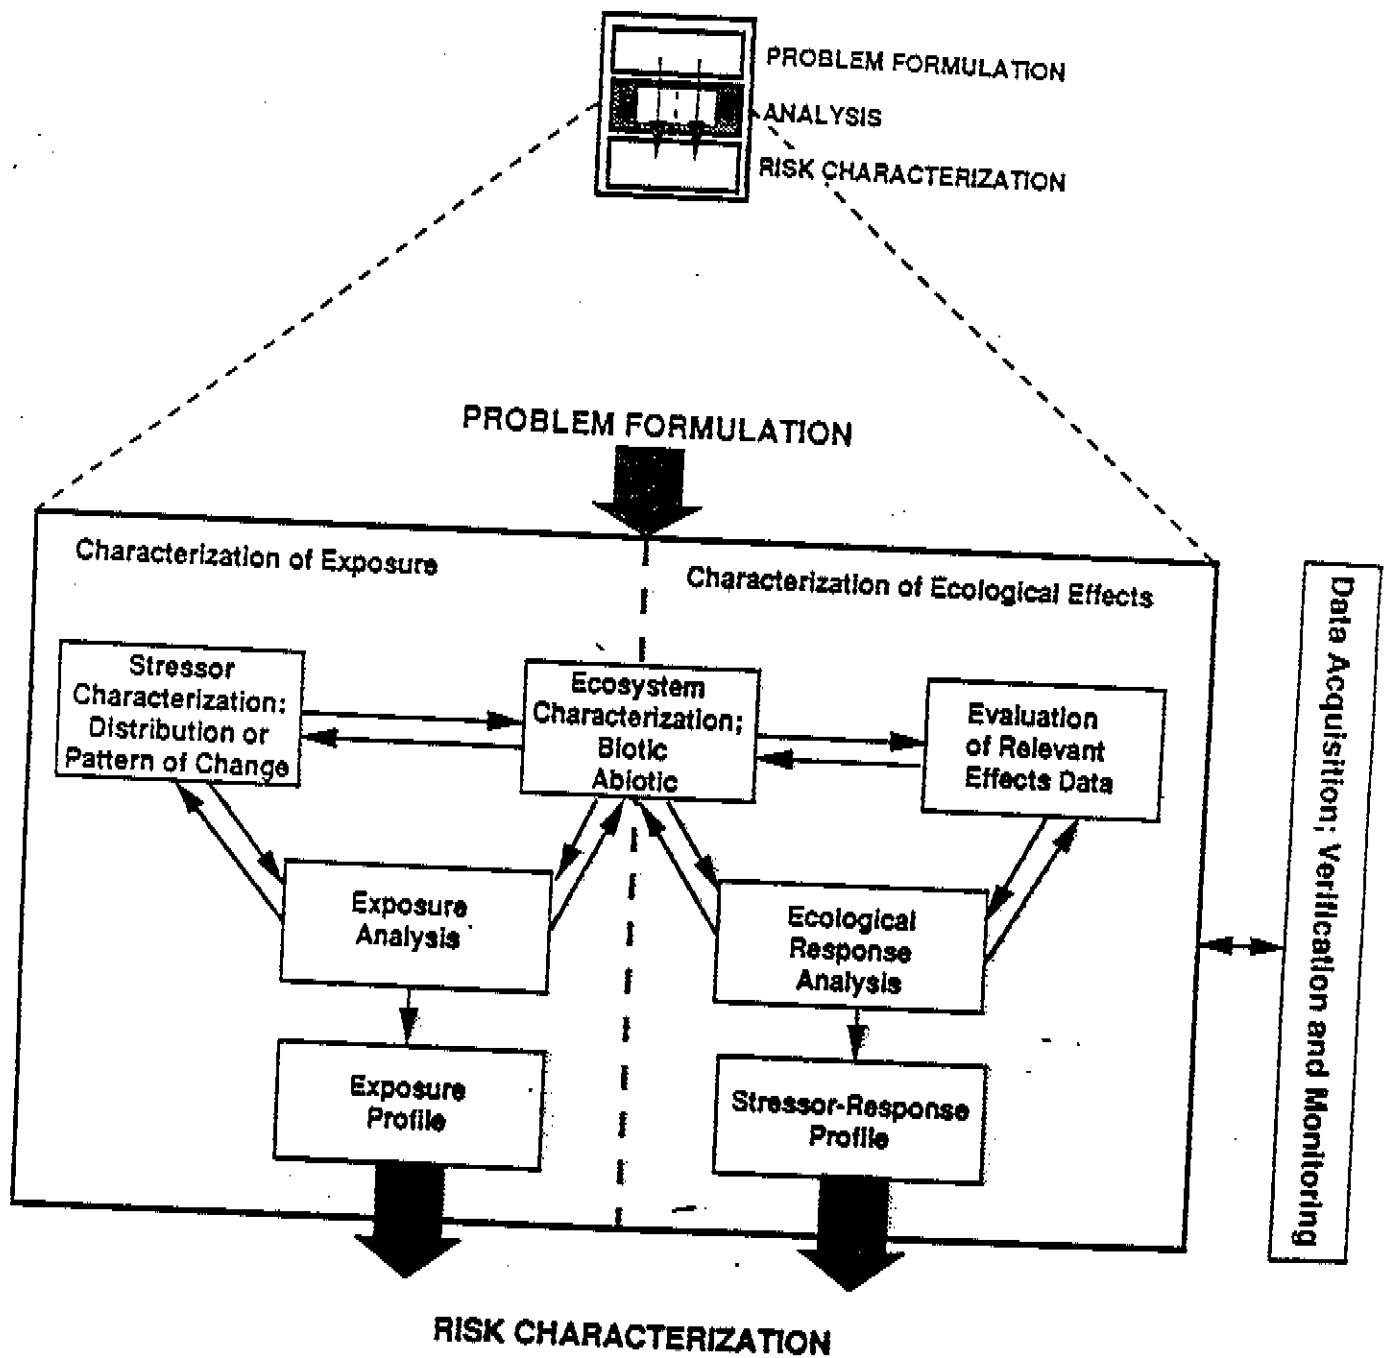 PROBLEM FORMULATION
ANALYSIS
RISK CHARACTERIZATION
PROBLEM FORMULATION
Characterization of Exposure
Characterization of Ecological Effects
Stressor
Characterization;
Distribution or
Pattern of Change
Ecosystem
Characterization;
Biotic
Abiotic
Evaluation
of Relevant
Effects Data
Exposure
Analysis
Ecological
Response
Analysis
Exposure
Profile
Stressor-Response
Profile
Data Acquisition; Verification and Monitoring
RISK CHARACTERIZATION